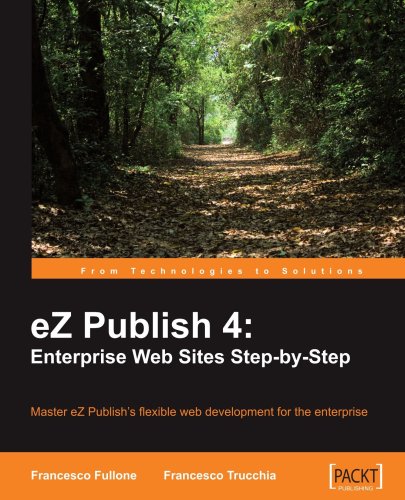 From Technologies to Solutions
eZ Publish 4:
Enterprise Web Sites Step-by-Step
Master eZ Publish's flexible web development for the enterprise
Francesco Fullone Francesco Trucchia
PACKT
PUBLISHING